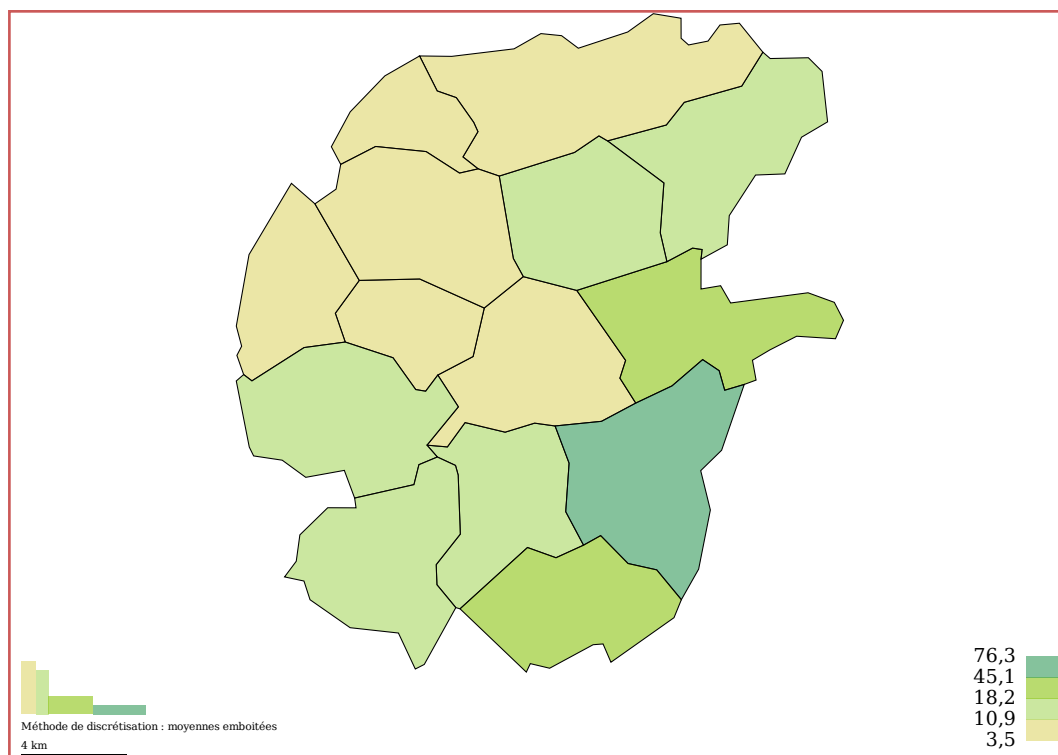 76,3
45,1
18,2
10,9
3,5
Méthode de discrétisation : moyennes emboitées
4 km